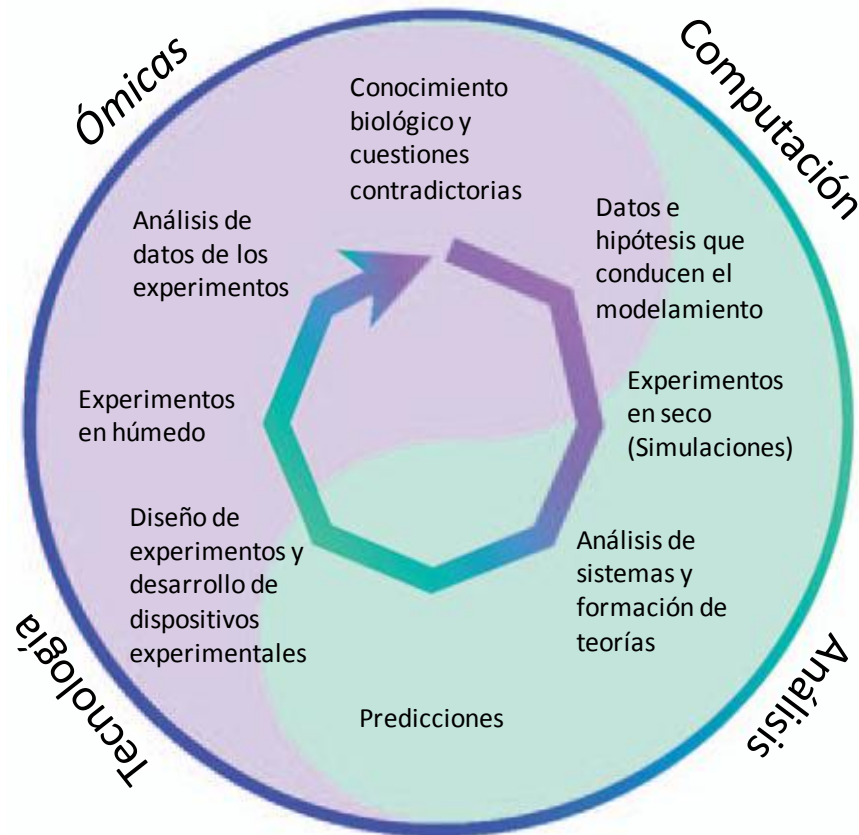 Ómicas
Computación
Conocimiento
biológico y
cuestiones
contradictorias
Datos e
hipótesis que
conducen el
modelamiento
Experimentos
en seco
(Simulaciones)
Análisis de
sistemas y
formación de
teorías
Predicciones
Diseño de
experimentos y
desarrollo de
dispositivos
experimentales
Experimentos
en húmedo
Análisis de
datos de los
experimentos
Tecnología
Análisis